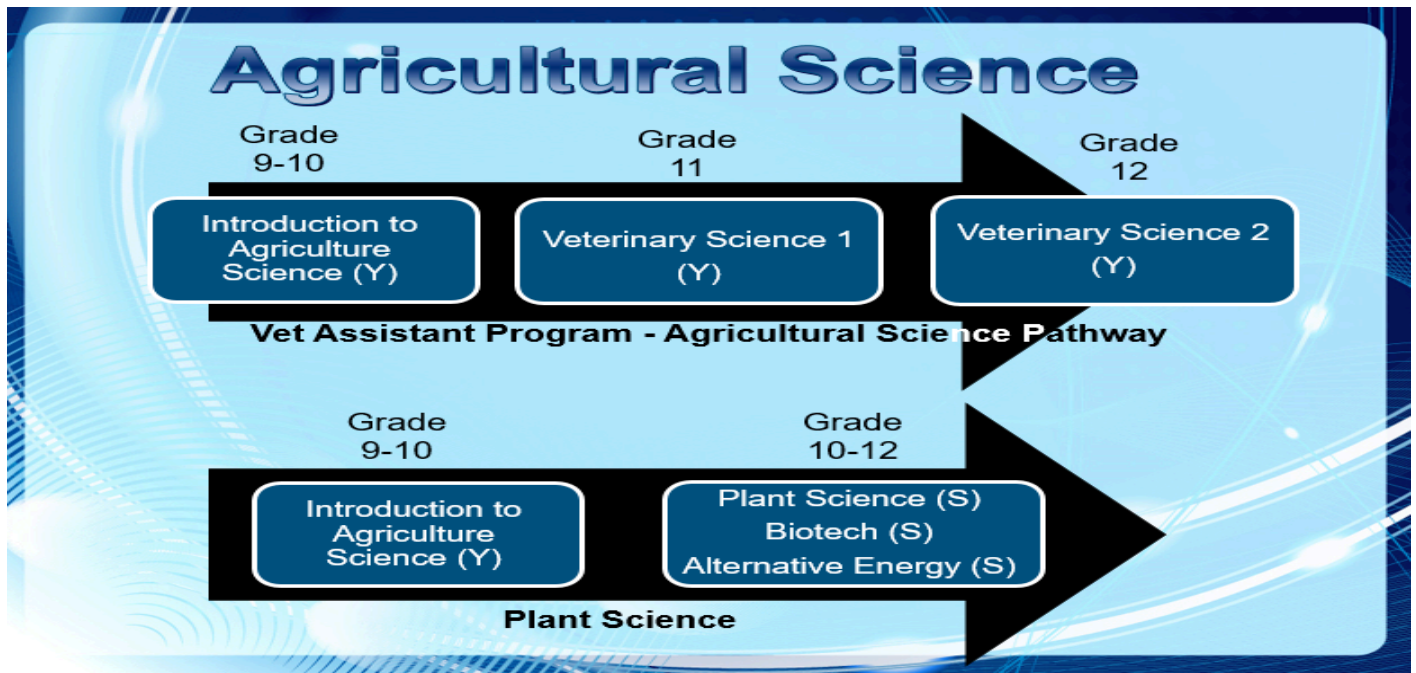 Agricultural Science
Grade
9-10
Grade
11
Grade
12
Introduction to
Agriculture
Science (Y)
Veterinary Science 1
(Y)
Veterinary Science 2
(Y)
Vet Assistant Program - Agricultural Science Pathway
Grade
9-10
Grade
10-12
Introduction to
Agriculture
Science (Y)
Plant Science (S)
Biotech (S)
Alternative Energy (S)
Plant Science